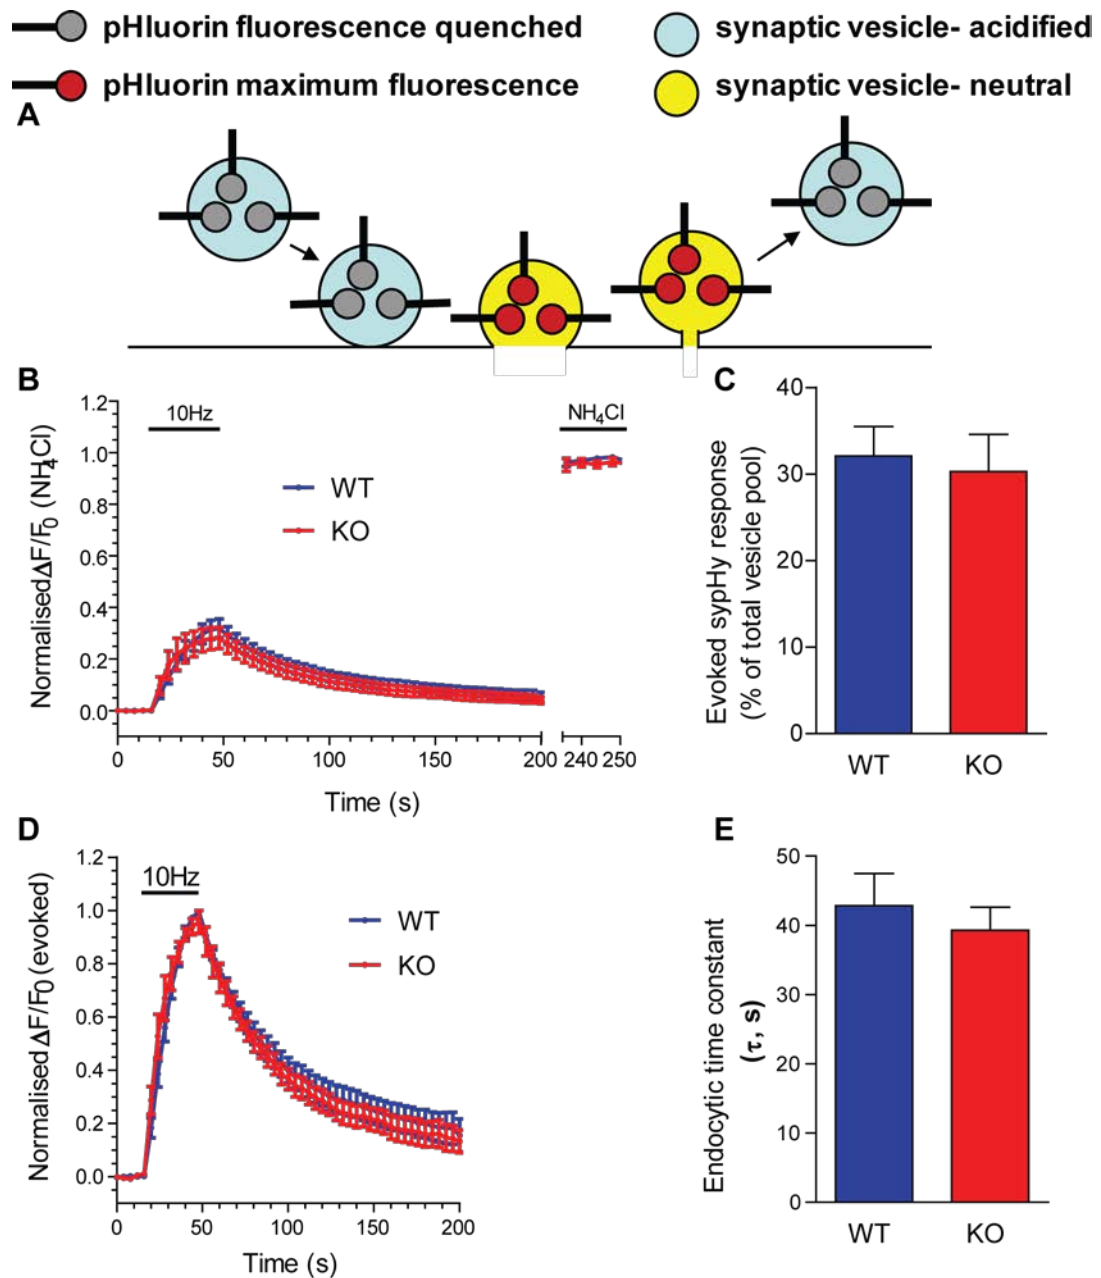 pHluorin fluorescence quenched
synaptic vesicle- acidified
pHluorin maximum fluorescence
synaptic vesicle- neutral
A
B
Normalised ΔF/F₀ (NH₄Cl)
1.2
1.0
0.8
0.6
0.4
0.2
0.0
10Hz
NH₄Cl
WT
KO
0
50
100
150
200
240
250
Time (s)
C
Evoked sypHy response
(% of total vesicle pool)
40
30
20
10
0
WT
KO
D
Normalised ΔF/F₀ (evoked)
1.2
1.0
0.8
0.6
0.4
0.2
0.0
10Hz
WT
KO
0
50
100
150
200
Time (s)
E
Endocytic time constant
(τ, s)
50
40
30
20
10
0
WT
KO